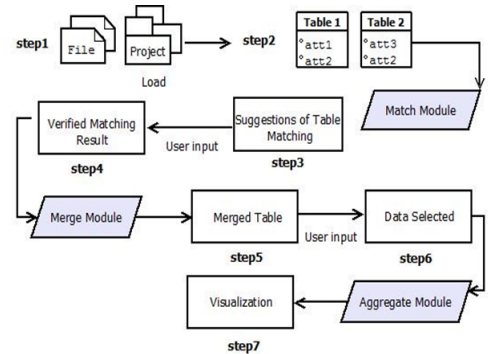 step1
File
Project
Load
step2
Table 1
°att1
°att2
Table 2
°att3
°att2
Match Module
Suggestions of Table
Matching
step3
User input
Verified Matching
Result
step4
Merge Module
Merged Table
step5
User input
Data Selected
step6
Aggregate Module
Visualization
step7